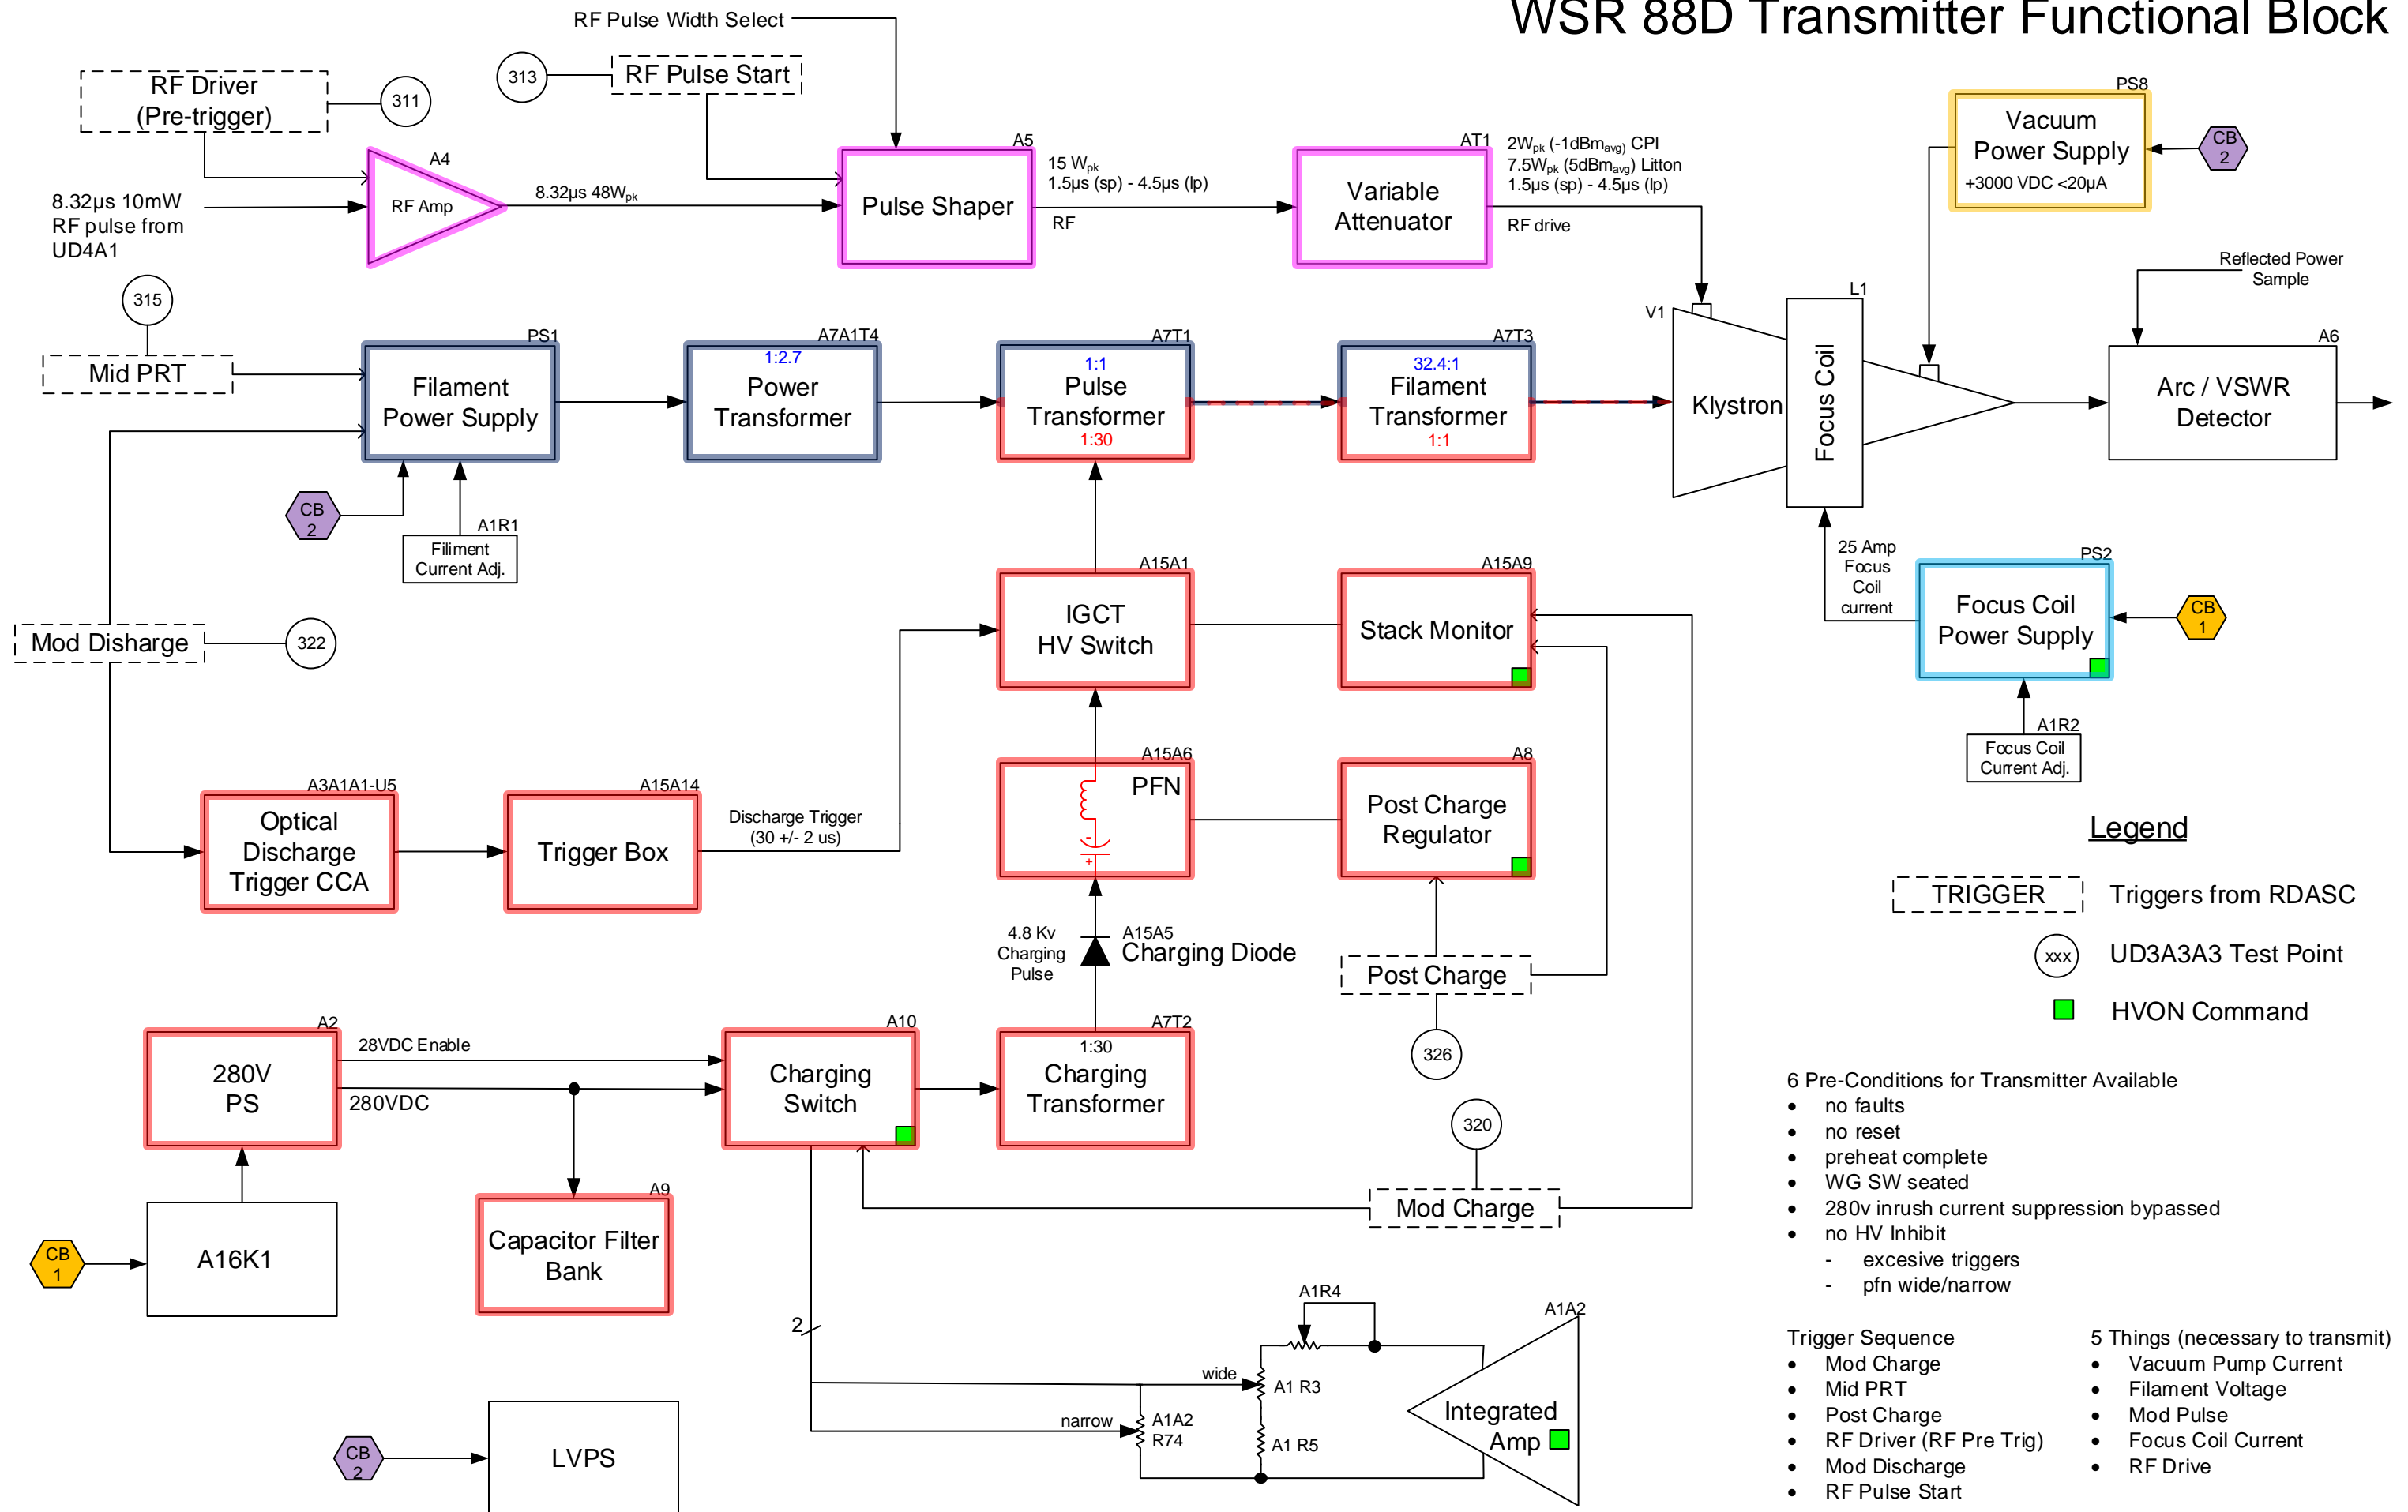 WSR 88D Transmitter Functional Block
RF Pulse Width Select
313
RF Pulse Start
RF Driver
(Pre-trigger)
311
A4
RF Amp
8.32µs 10mW
RF pulse from
UD4A1
8.32µs 48Wpk
A5
Pulse Shaper
15 Wpk
1.5µs (sp) - 4.5µs (lp)
RF
AT1
Variable
Attenuator
2Wpk (-1dBmavg) CPI
7.5Wpk (5dBmavg) Litton
1.5µs (sp) - 4.5µs (lp)
RF drive
PS8
Vacuum
Power Supply
+3000 VDC <20µA
CB
2
Reflected Power
Sample
315
Mid PRT
PS1
Filament
Power Supply
A7A1T4
1:2.7
Power
Transformer
A7T1
1:1
Pulse
Transformer
1:30
A7T3
32.4:1
Filament
Transformer
1:1
V1
Klystron
L1
Focus Coil
A6
Arc / VSWR
Detector
CB
2
A1R1
Filiment
Current Adj.
Mod Disharge
322
A15A1
IGCT
HV Switch
A15A9
Stack Monitor
25 Amp
Focus
Coil
current
PS2
Focus Coil
Power Supply
CB
1
A1R2
Focus Coil
Current Adj.
A3A1A1-U5
Optical
Discharge
Trigger CCA
A15A14
Trigger Box
Discharge Trigger
(30 +/- 2 us)
A15A6
PFN
-
+
A8
Post Charge
Regulator
4.8 Kv
Charging
Pulse
A15A5
Charging Diode
Post Charge
326
Legend
TRIGGER
Triggers from RDASC
xxx
UD3A3A3 Test Point
HVON Command
A2
280V
PS
28VDC Enable
280VDC
A10
Charging
Switch
A7T2
1:30
Charging
Transformer
320
Mod Charge
A9
Capacitor Filter
Bank
CB
1
A16K1
2
wide
narrow
A1A2
R74
A1R4
A1 R3
A1 R5
A1A2
Integrated
Amp
CB
2
LVPS
6 Pre-Conditions for Transmitter Available
• no faults
• no reset
• preheat complete
• WG SW seated
• 280v inrush current suppression bypassed
• no HV Inhibit
- excesive triggers
- pfn wide/narrow
Trigger Sequence
• Mod Charge
• Mid PRT
• Post Charge
• RF Driver (RF Pre Trig)
• Mod Discharge
• RF Pulse Start
5 Things (necessary to transmit)
• Vacuum Pump Current
• Filament Voltage
• Mod Pulse
• Focus Coil Current
• RF Drive